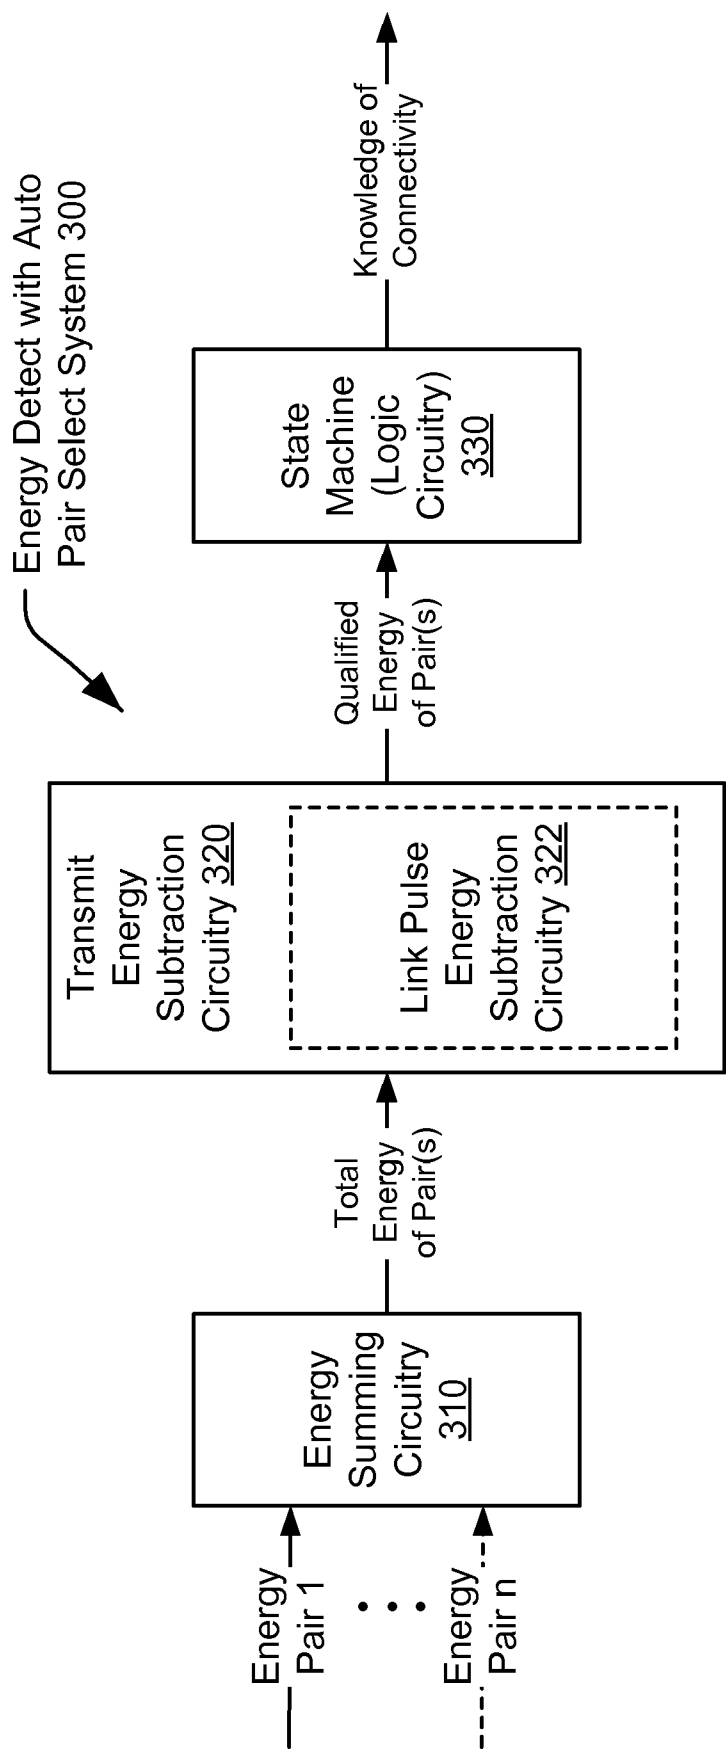 Energy Detect with Auto
Pair Select System 300
Energy
Pair 1
Energy
Pair n
Energy
Summing
Circuitry
310
Total
Energy
of Pair(s)
Transmit
Energy
Subtraction
Circuitry 320
Link Pulse
Energy
Subtraction
Circuitry 322
Qualified
Energy
of Pair(s)
State
Machine
(Logic
Circuitry)
330
Knowledge of
Connectivity